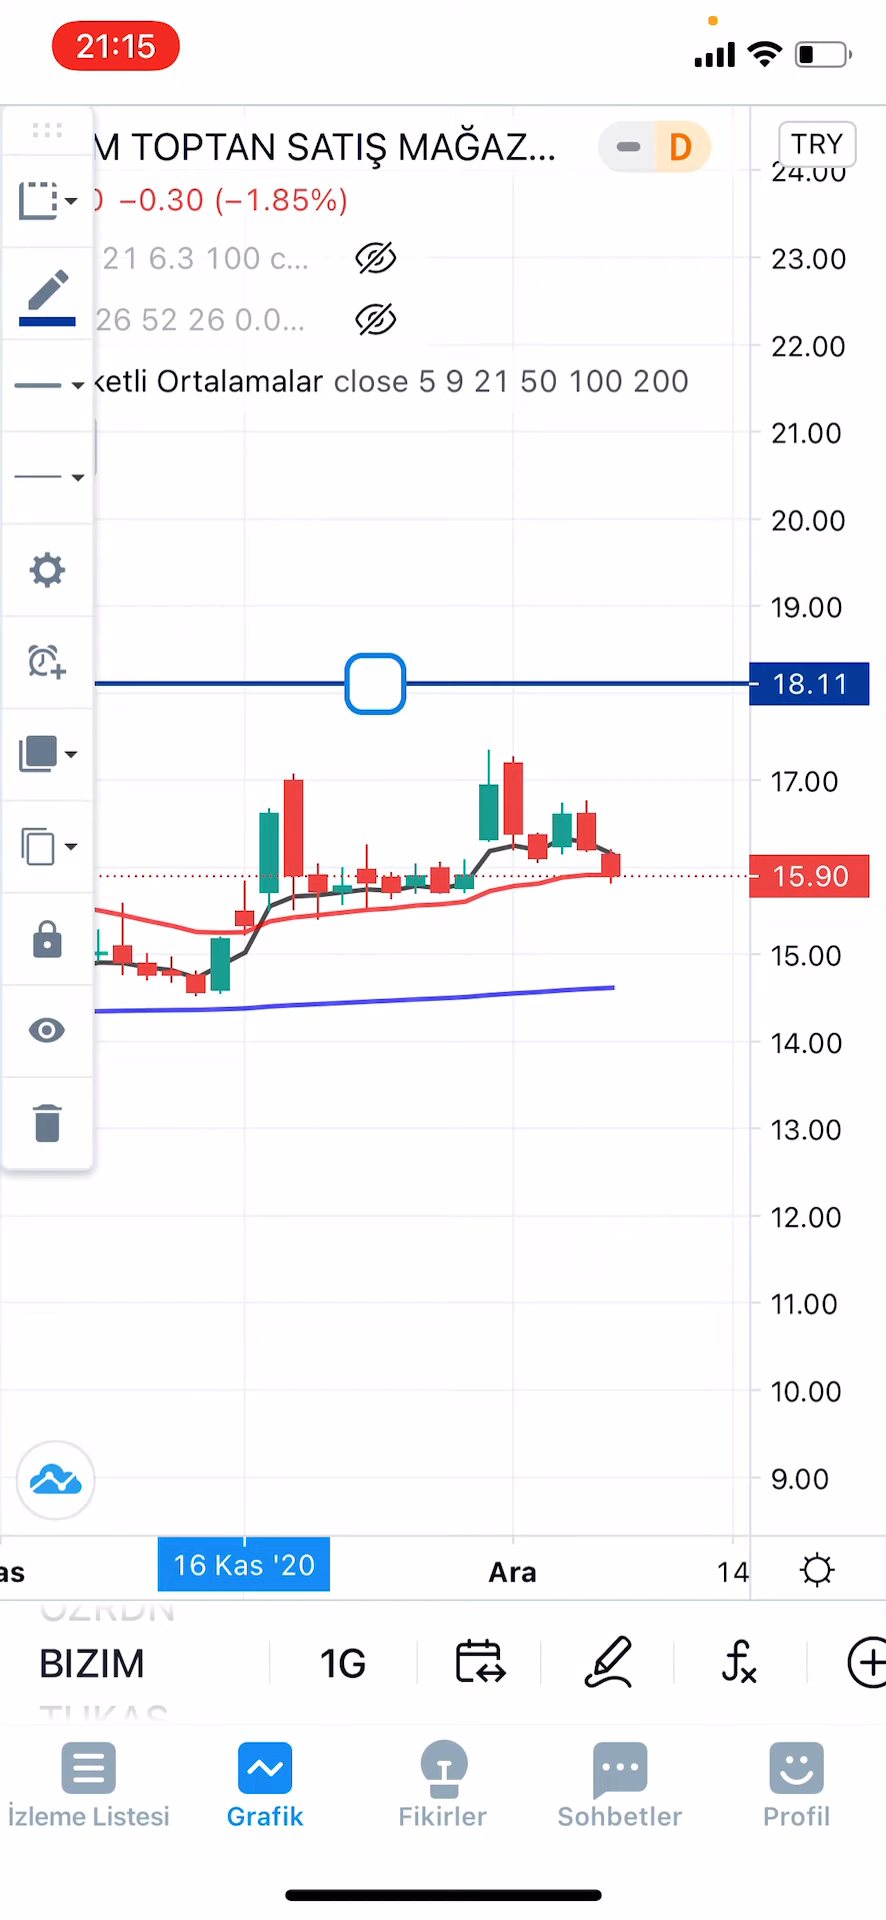 21:15
M TOPTAN SATIŞ MAĞAZ...
D
TRY
0 −0.30 (−1.85%)
21 6.3 100 c...
26 52 26 0.0...
ketli Ortalamalar close 5 9 21 50 100 200
24.00
23.00
22.00
21.00
20.00
19.00
18.11
17.00
15.90
15.00
14.00
13.00
12.00
11.00
10.00
9.00
as
16 Kas '20
Ara
14
OZRDN
BIZIM
1G
TUKAS
İzleme Listesi
Grafik
Fikirler
Sohbetler
Profil